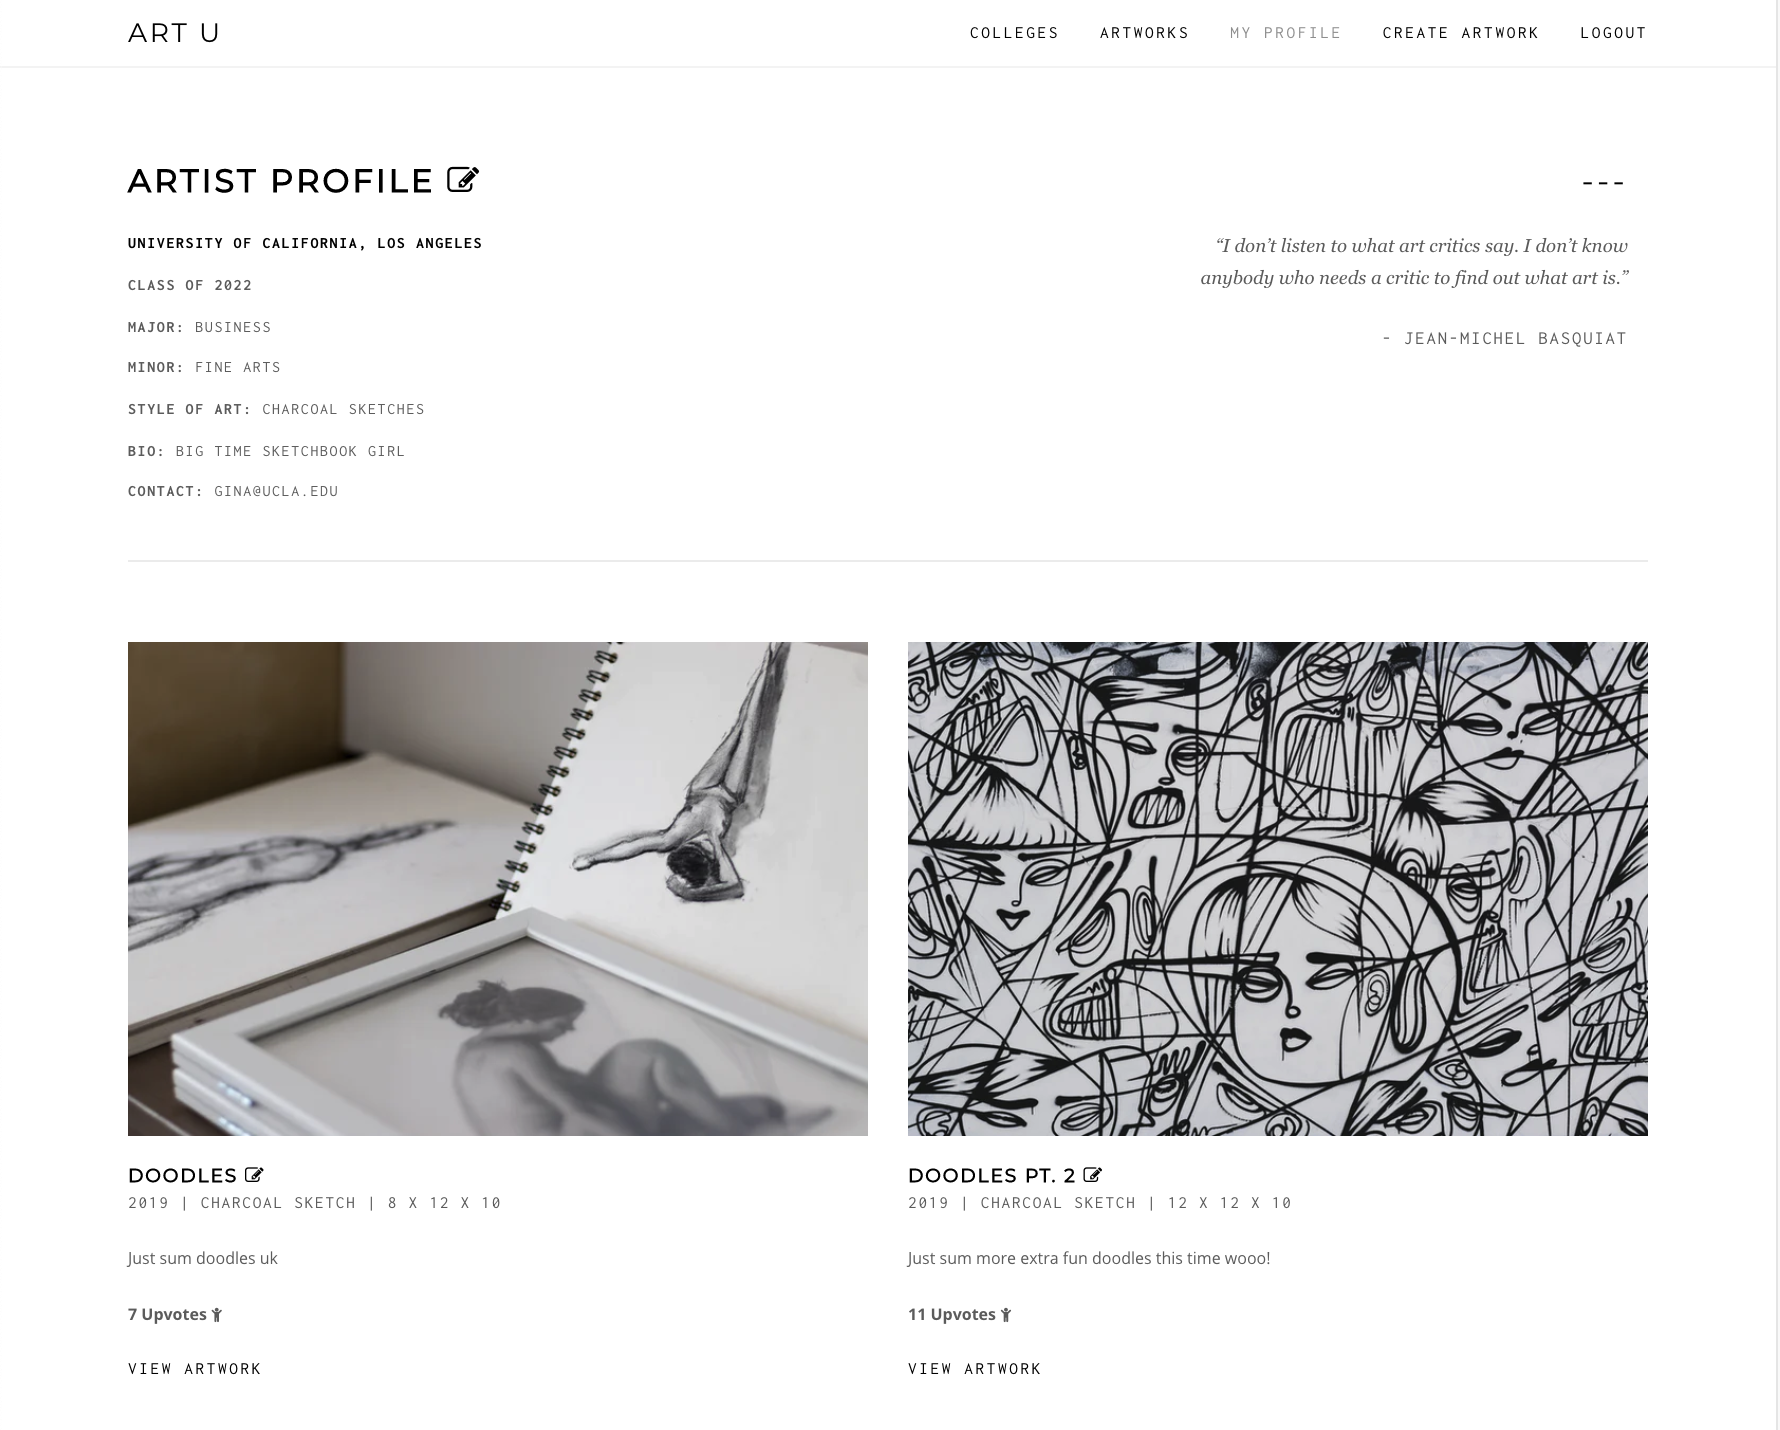 ART U
COLLEGES ARTWORKS MY PROFILE CREATE ARTWORK LOGOUT
ARTIST PROFILE
UNIVERSITY OF CALIFORNIA, LOS ANGELES
CLASS OF 2022
MAJOR: BUSINESS
MINOR: FINE ARTS
STYLE OF ART: CHARCOAL SKETCHES
BIO: BIG TIME SKETCHBOOK GIRL
CONTACT: GINA@UCLA.EDU
---
“I don’t listen to what art critics say. I don’t know
anybody who needs a critic to find out what art is.”
- JEAN-MICHEL BASQUIAT
DOODLES
2019 | CHARCOAL SKETCH | 8 X 12 X 10
Just sum doodles uk
7 Upvotes
VIEW ARTWORK
DOODLES PT. 2
2019 | CHARCOAL SKETCH | 12 X 12 X 10
Just sum more extra fun doodles this time wooo!
11 Upvotes
VIEW ARTWORK